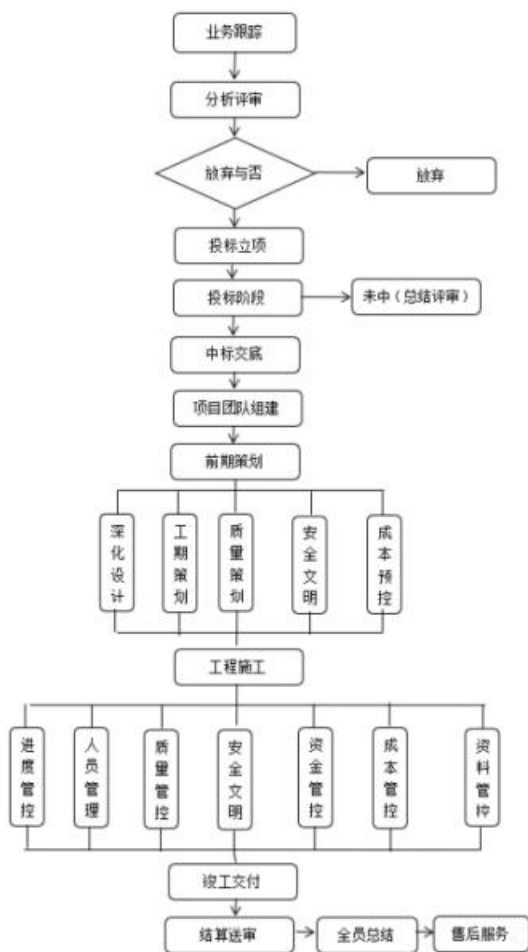 业务跟踪
分析评审
放弃与否
放弃
投标立项
投标阶段
未中（总结评审）
中标交底
项目团队组建
前期策划
深化设计
工期策划
质量策划
安全文明
成本预控
工程施工
进度管控
人员管理
质量管控
安全文明
资金管控
成本管控
资料管控
竣工交付
结算送审
全员总结
售后服务